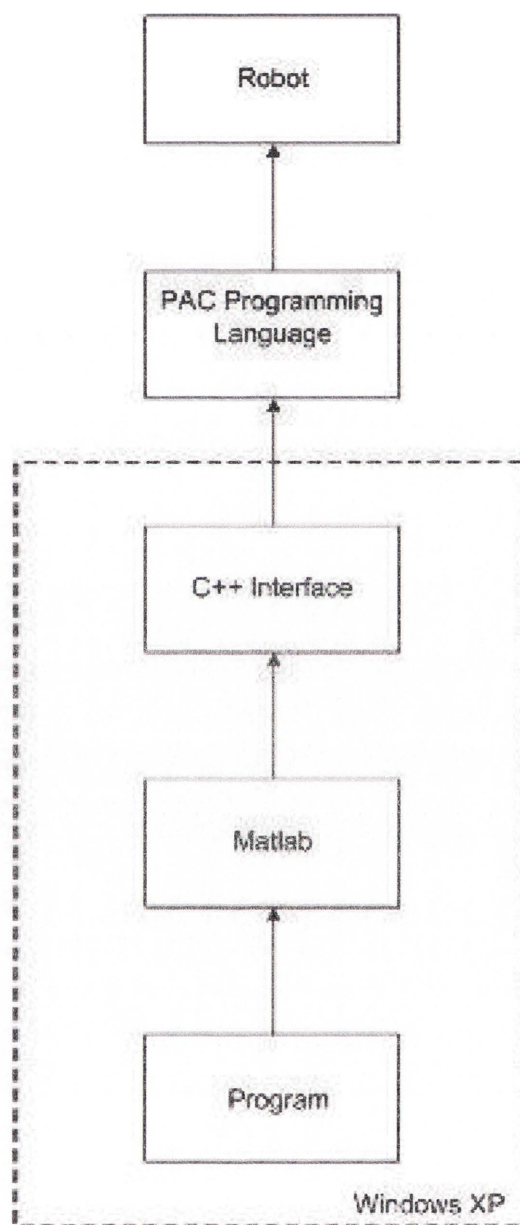 Robot
PAC Programming
Language
C++ Interface
Matlab
Program
Windows XP